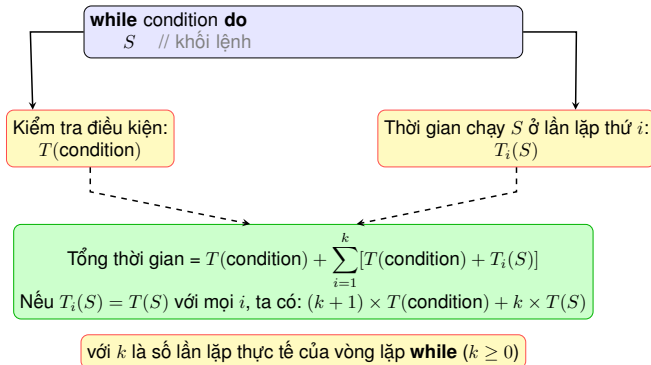 while condition do
S // khối lệnh
Kiểm tra điều kiện:
T(condition)
Thời gian chạy S ở lần lặp thứ i:
T_i(S)
Tổng thời gian = T(condition) + \sum_{i=1}^{k} [T(condition) + T_i(S)]
Nếu T_i(S) = T(S) với mọi i, ta có: (k + 1) × T(condition) + k × T(S)
với k là số lần lặp thực tế của vòng lặp while (k ≥ 0)